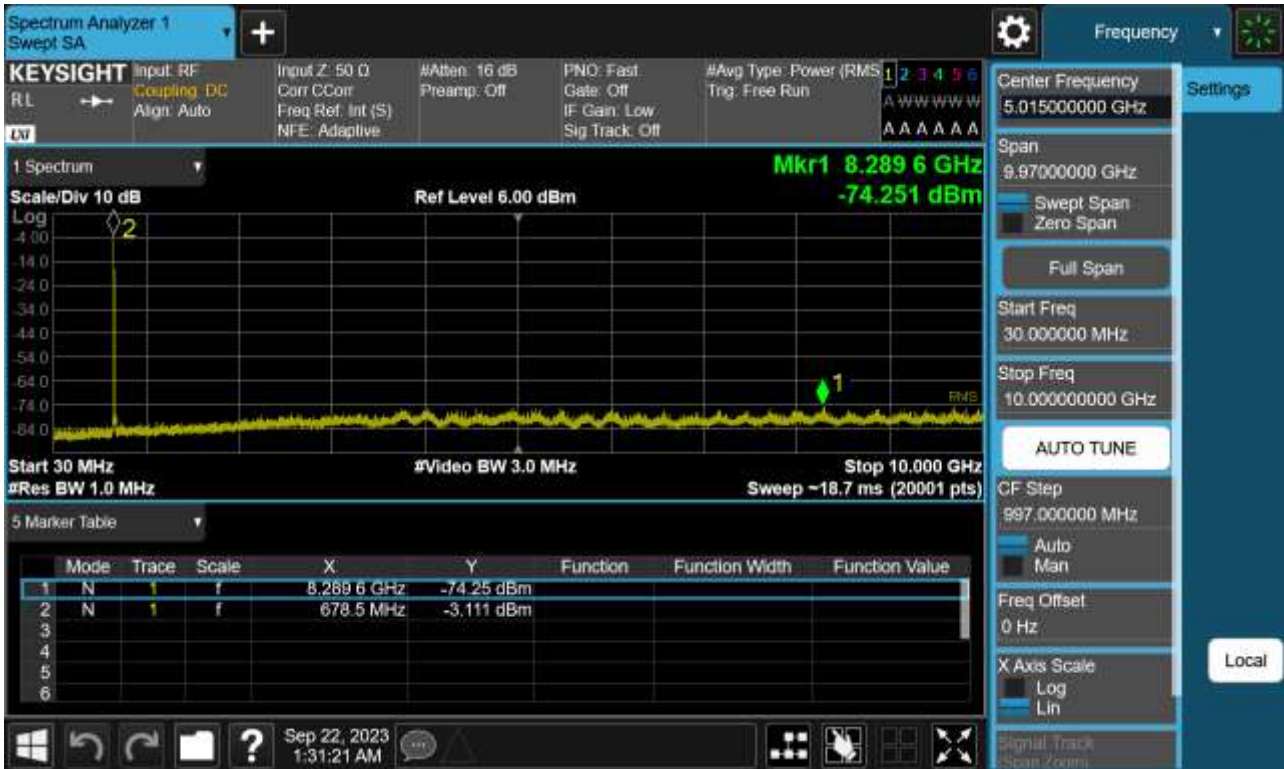 Spectrum Analyzer 1
Swept SA
+
Frequency
KEYSIGHT Input: RF
RL Coupling: DC
Align: Auto
LXI
Input Z: 50 Ω
Corr CCorr
Freq Ref: Int (S)
NFE: Adaptive
#Atten: 16 dB
Preamp: Off
PNO: Fast
Gate: Off
IF Gain: Low
Sig Track: Off
#Avg Type: Power (RMS
Trig: Free Run
1 2 3 4 5 6
A W W W W W
A A A A A A
1 Spectrum
Scale/Div 10 dB
Ref Level 6.00 dBm
Mkr1 8.289 6 GHz
-74.251 dBm
Log
-4.00
-14.0
-24.0
-34.0
-44.0
-54.0
-64.0
-74.0
-84.0
2
1
RMS
Start 30 MHz
#Video BW 3.0 MHz
Stop 10.000 GHz
#Res BW 1.0 MHz
Sweep ~18.7 ms (20001 pts)
5 Marker Table
Mode Trace Scale X Y Function Function Width Function Value
1 N 1 f 8.289 6 GHz -74.25 dBm
2 N 1 f 678.5 MHz -3.111 dBm
3
4
5
6
?
Sep 22, 2023
1:31:21 AM
Center Frequency
5.015000000 GHz
Settings
Span
9.97000000 GHz
Swept Span
Zero Span
Full Span
Start Freq
30.000000 MHz
Stop Freq
10.000000000 GHz
AUTO TUNE
CF Step
997.000000 MHz
Auto
Man
Freq Offset
0 Hz
X Axis Scale
Log
Lin
Local
Signal Track
(Span Zoom)